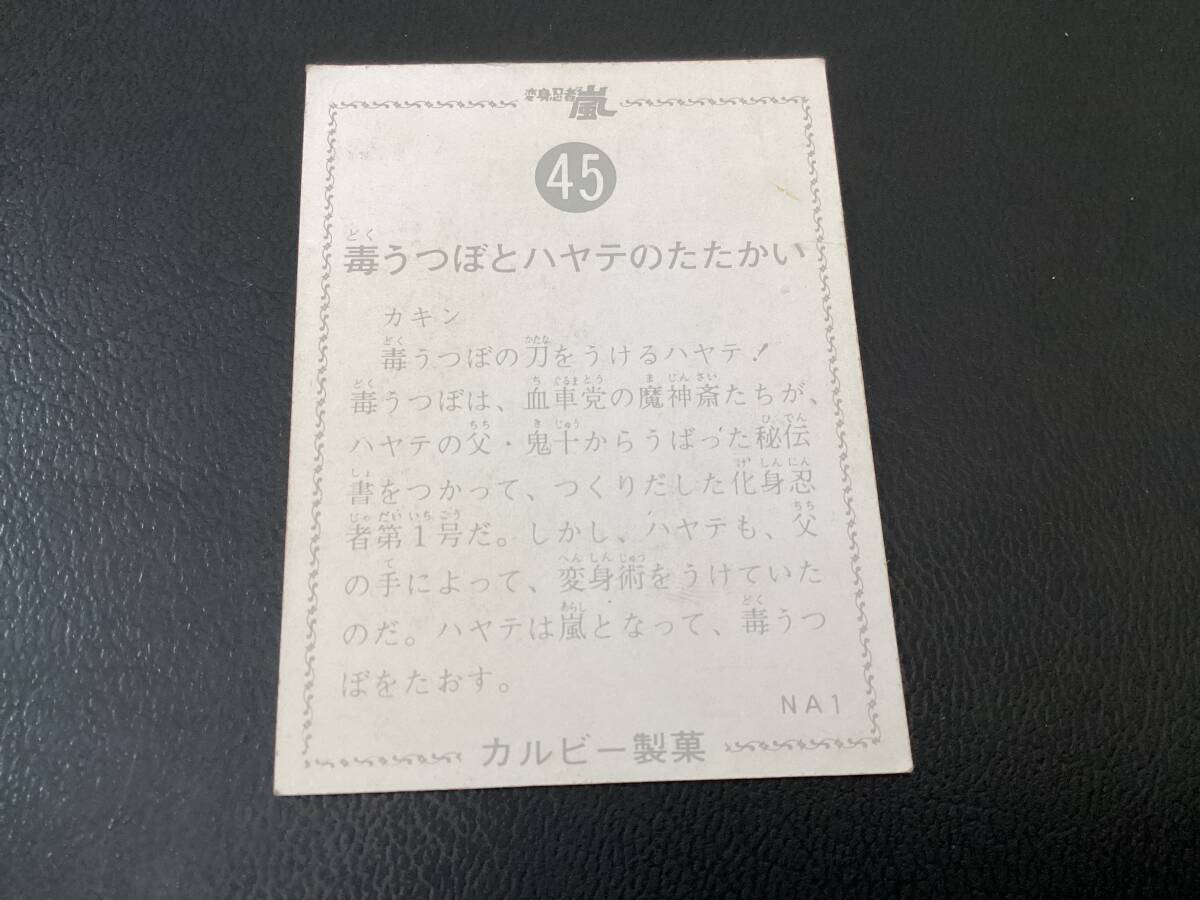 変身忍者嵐
45
毒うつぼとハヤテのたたかい
カキン
毒うつぼの刀をうけるハヤテ!
毒うつぼは、血車党の魔神斎たちが、
ハヤテの父・鬼十からうばった秘伝
書をつかって、つくりだした化身忍
者第1号だ。しかし、ハヤテも、父
の手によって、変身術をうけていた
のだ。ハヤテは嵐となって、毒うつ
ぼをたおす。
NA1
カルビー製菓